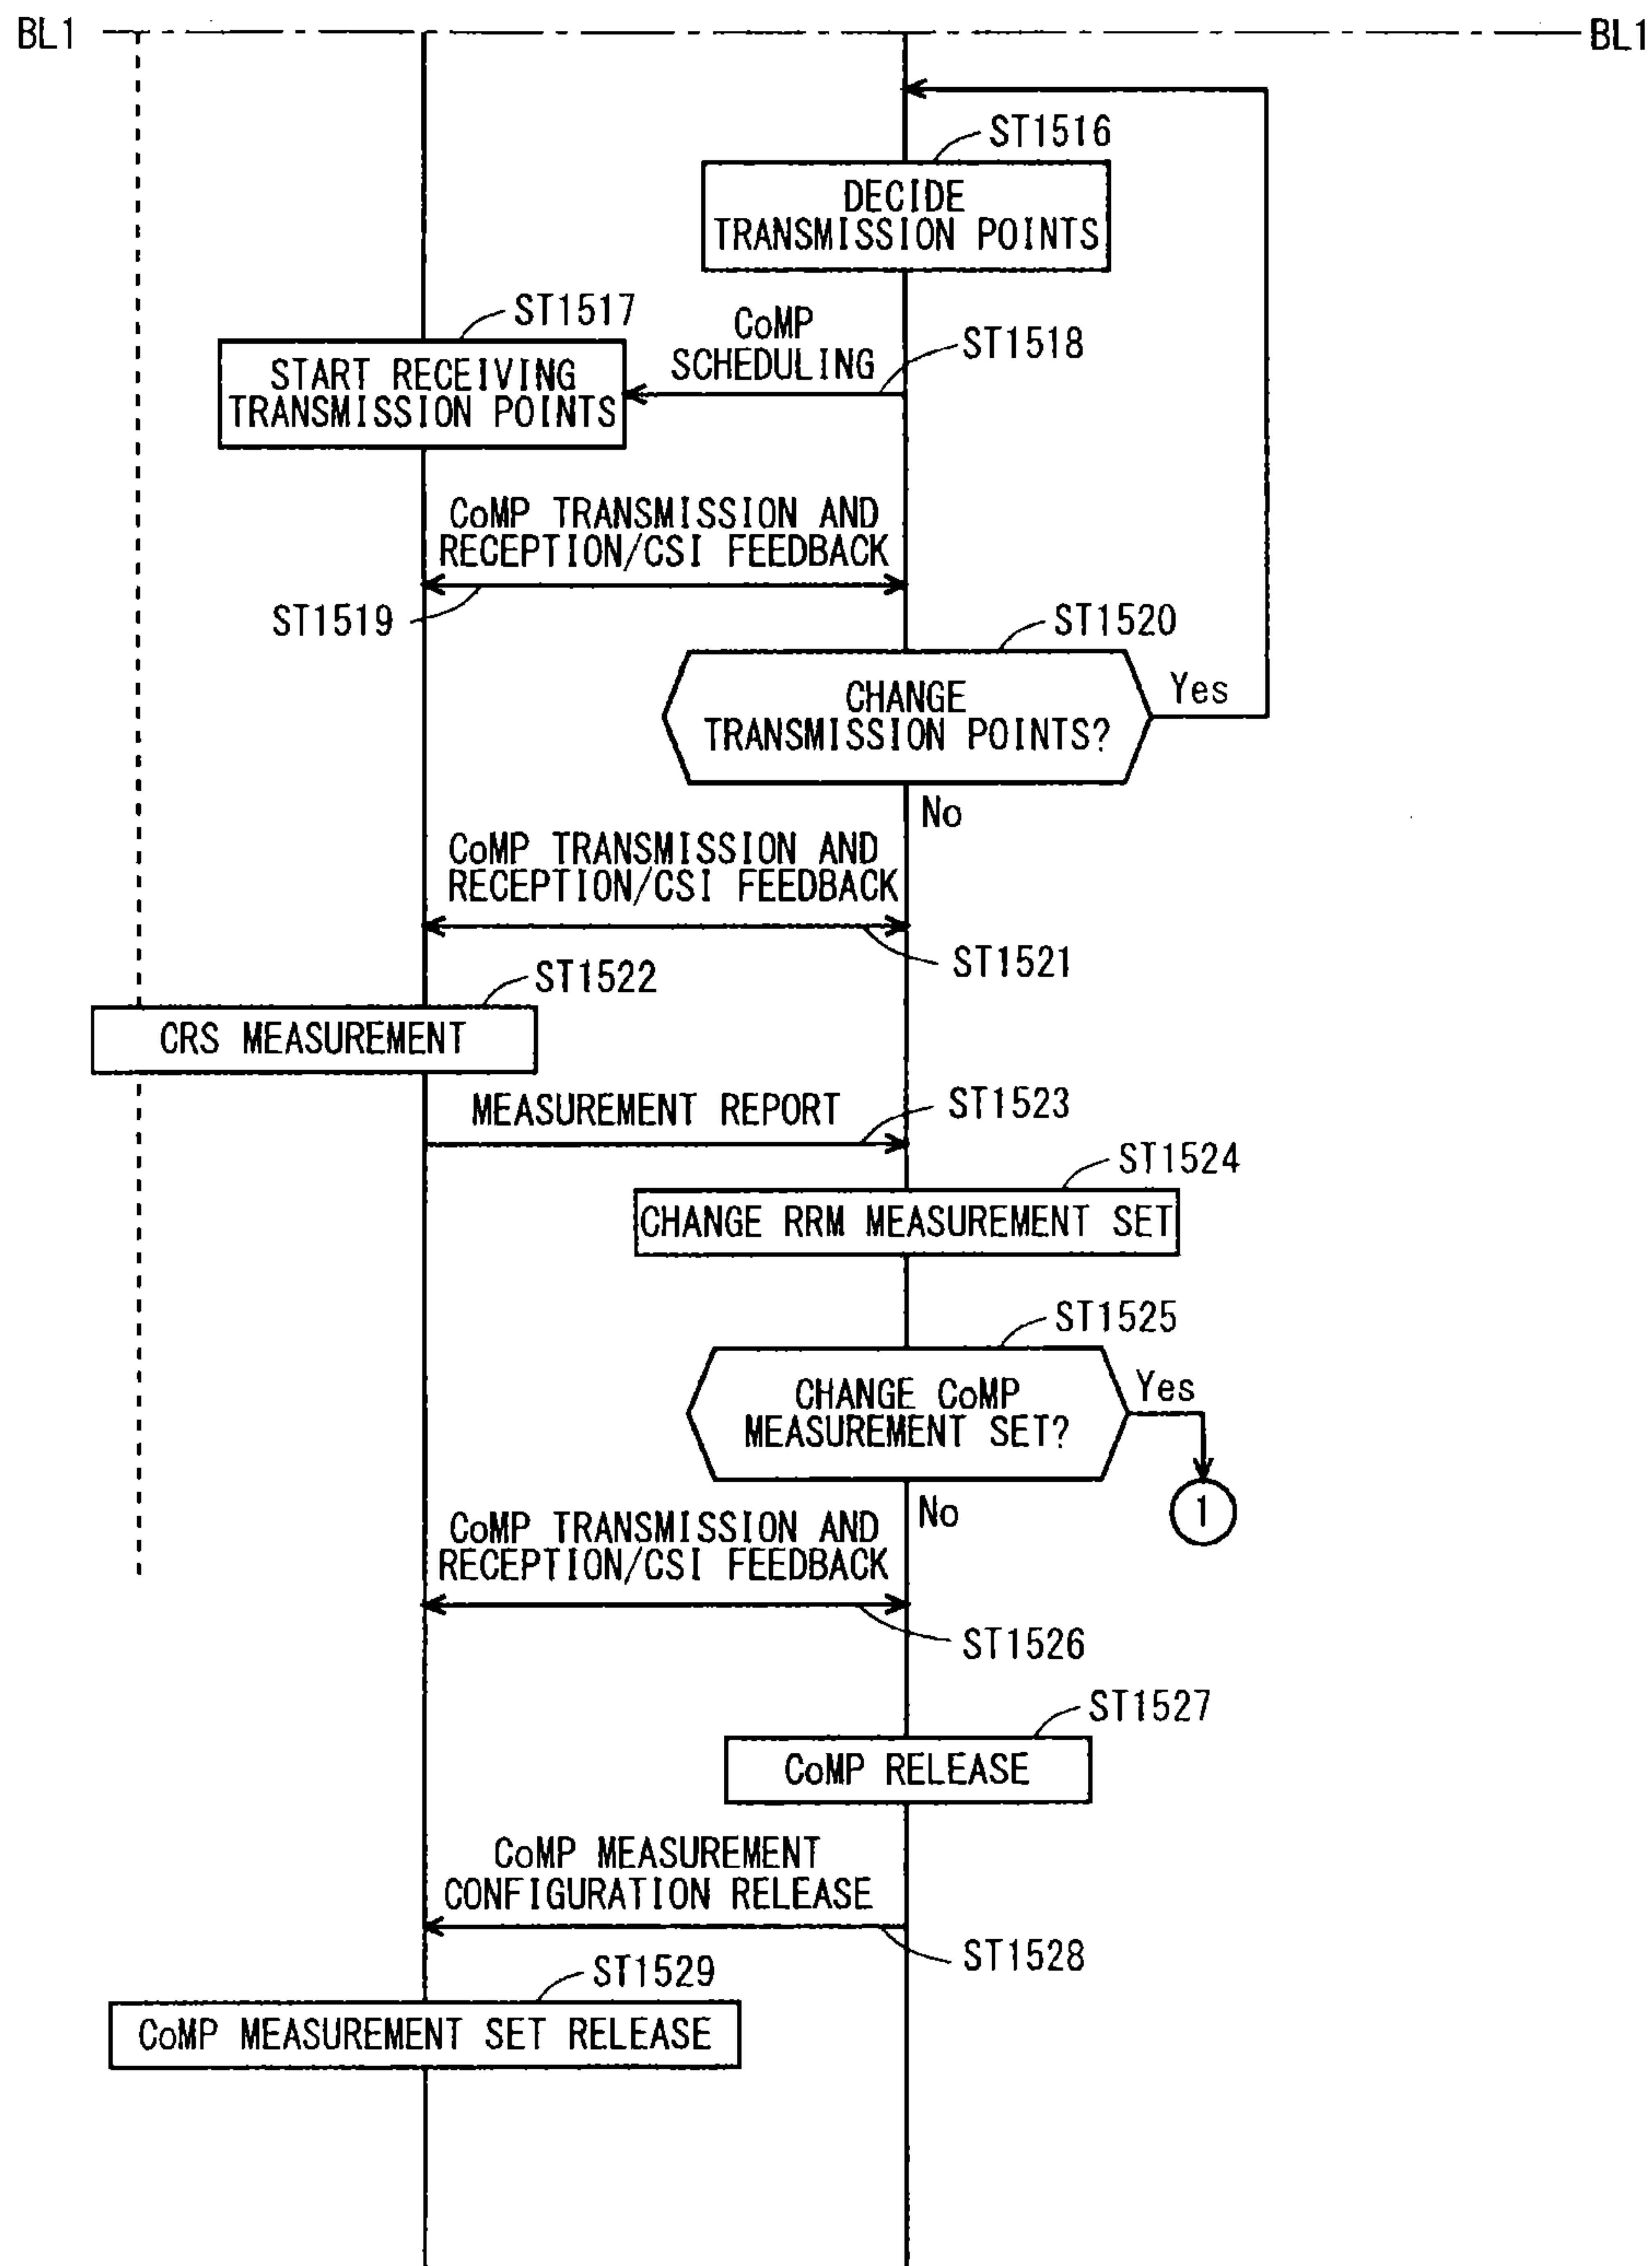 BL1
BL1
ST1516
DECIDE
TRANSMISSION POINTS
ST1517
CoMP
SCHEDULING
ST1518
START RECEIVING
TRANSMISSION POINTS
CoMP TRANSMISSION AND
RECEPTION/CSI FEEDBACK
ST1519
ST1520
CHANGE
TRANSMISSION POINTS?
Yes
No
CoMP TRANSMISSION AND
RECEPTION/CSI FEEDBACK
ST1521
ST1522
CRS MEASUREMENT
MEASUREMENT REPORT
ST1523
ST1524
CHANGE RRM MEASUREMENT SET
ST1525
CHANGE CoMP
MEASUREMENT SET?
Yes
1
No
CoMP TRANSMISSION AND
RECEPTION/CSI FEEDBACK
ST1526
ST1527
CoMP RELEASE
CoMP MEASUREMENT
CONFIGURATION RELEASE
ST1528
ST1529
CoMP MEASUREMENT SET RELEASE